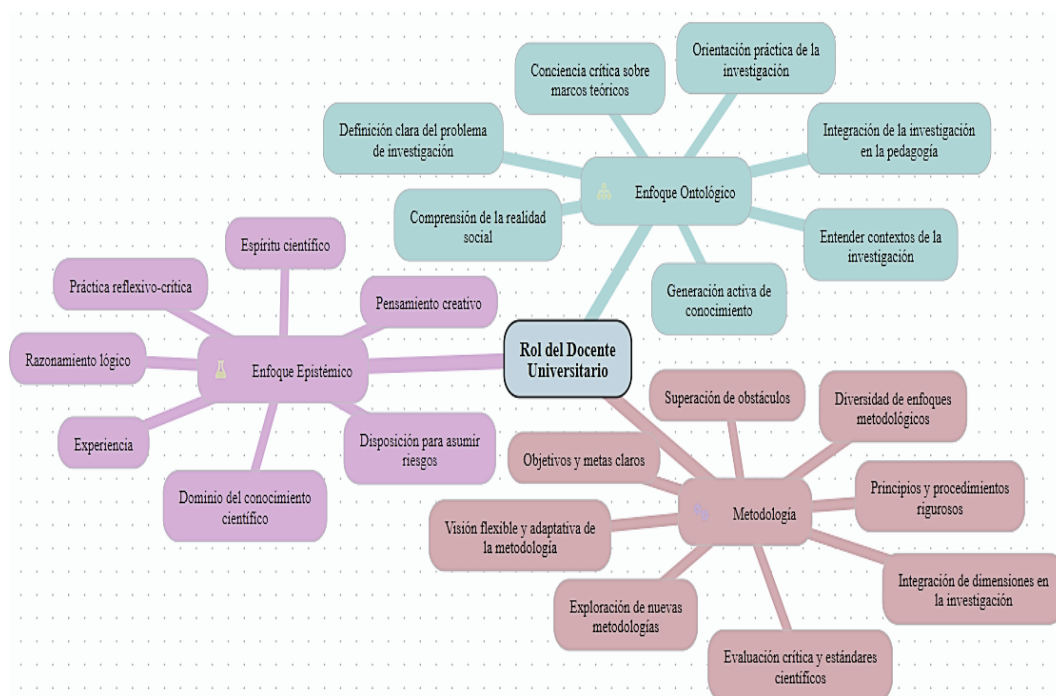 Orientación práctica de la
investigación
Conciencia crítica sobre
marcos teóricos
Definición clara del problema
de investigación
Integración de la investigación
en la pedagogía
Enfoque Ontológico
Comprensión de la realidad
social
Entender contextos de la
investigación
Generación activa de
conocimiento
Espíritu científico
Práctica reflexivo-crítica
Pensamiento creativo
Razonamiento lógico
Enfoque Epistémico
Experiencia
Disposición para asumir
riesgos
Dominio del conocimiento
científico
Rol del Docente
Universitario
Superación de obstáculos
Diversidad de enfoques
metodológicos
Objetivos y metas claros
Principios y procedimientos
rigurosos
Metodología
Visión flexible y adaptativa de
la metodología
Integración de dimensiones en
la investigación
Exploración de nuevas
metodologías
Evaluación crítica y estándares
científicos